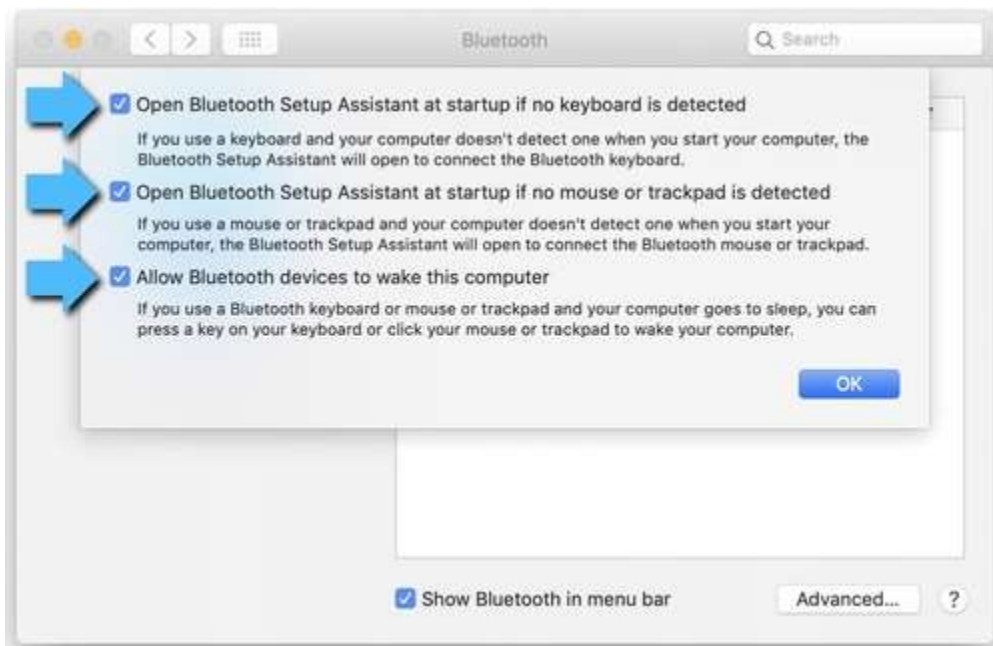 Bluetooth
Search
Open Bluetooth Setup Assistant at startup if no keyboard is detected
If you use a keyboard and your computer doesn't detect one when you start your computer, the
Bluetooth Setup Assistant will open to connect the Bluetooth keyboard.
Open Bluetooth Setup Assistant at startup if no mouse or trackpad is detected
If you use a mouse or trackpad and your computer doesn't detect one when you start your
computer, the Bluetooth Setup Assistant will open to connect the Bluetooth mouse or trackpad.
Allow Bluetooth devices to wake this computer
If you use a Bluetooth keyboard or mouse or trackpad and your computer goes to sleep, you can
press a key on your keyboard or click your mouse or trackpad to wake your computer.
OK
Show Bluetooth in menu bar
Advanced...
?